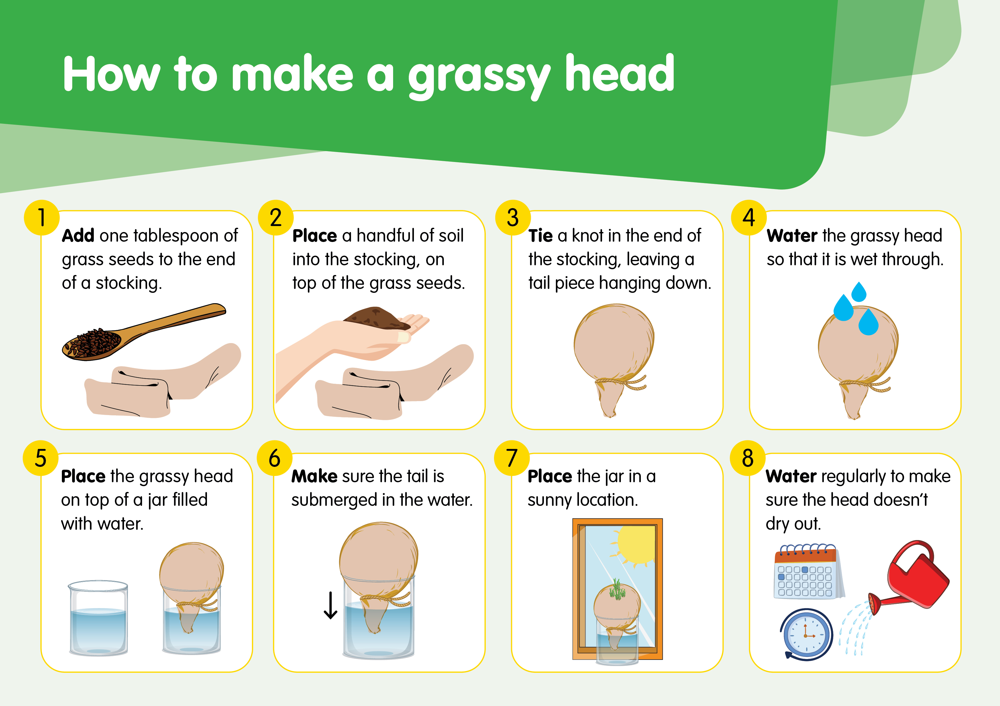 How to make a grassy head
1
Add one tablespoon of
grass seeds to the end
of a stocking.
2
Place a handful of soil
into the stocking, on
top of the grass seeds.
3
Tie a knot in the end of
the stocking, leaving a
tail piece hanging down.
4
Water the grassy head
so that it is wet through.
5
Place the grassy head
on top of a jar filled
with water.
6
Make sure the tail is
submerged in the water.
7
Place the jar in a
sunny location.
8
Water regularly to make
sure the head doesn't
dry out.